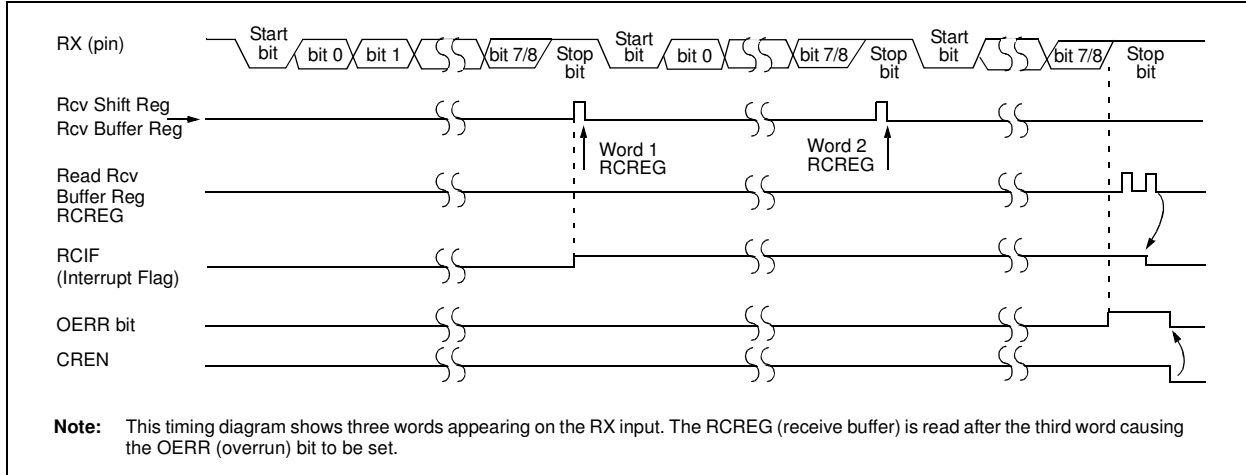 RX (pin)
Start
bit
bit 0
bit 1
bit 7/8
Stop
bit
Start
bit
bit 0
bit 7/8
Stop
bit
Start
bit
bit 7/8
Stop
bit
Rcv Shift Reg
Rcv Buffer Reg
Word 1
RCREG
Word 2
RCREG
Read Rcv
Buffer Reg
RCREG
RCIF
(Interrupt Flag)
OERR bit
CREN
Note: This timing diagram shows three words appearing on the RX input. The RCREG (receive buffer) is read after the third word causing
the OERR (overrun) bit to be set.